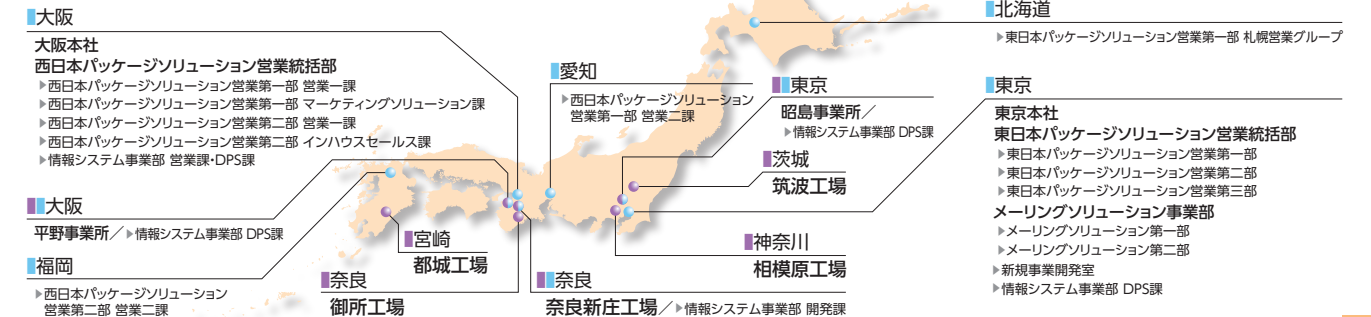 大阪
大阪本社
西日本パッケージソリューション営業統括部
▶西日本パッケージソリューション営業第一部 営業一課
▶西日本パッケージソリューション営業第一部 マーケティングソリューション課
▶西日本パッケージソリューション営業第二部 営業一課
▶西日本パッケージソリューション営業第二部 インハウスセールス課
▶情報システム事業部 営業課・DPS課
大阪
平野事業所／▶情報システム事業部 DPS課
福岡
▶西日本パッケージソリューション
営業第二部 営業二課
宮崎
都城工場
奈良
御所工場
愛知
▶西日本パッケージソリューション
営業第一部 営業二課
奈良
奈良新庄工場／▶情報システム事業部 開発課
東京
昭島事業所／
▶情報システム事業部 DPS課
茨城
筑波工場
神奈川
相模原工場
北海道
▶東日本パッケージソリューション営業第一部 札幌営業グループ
東京
東京本社
東日本パッケージソリューション営業統括部
▶東日本パッケージソリューション営業第一部
▶東日本パッケージソリューション営業第二部
▶東日本パッケージソリューション営業第三部
メーリングソリューション事業部
▶メーリングソリューション第一部
▶メーリングソリューション第二部
▶新規事業開発室
▶情報システム事業部 DPS課